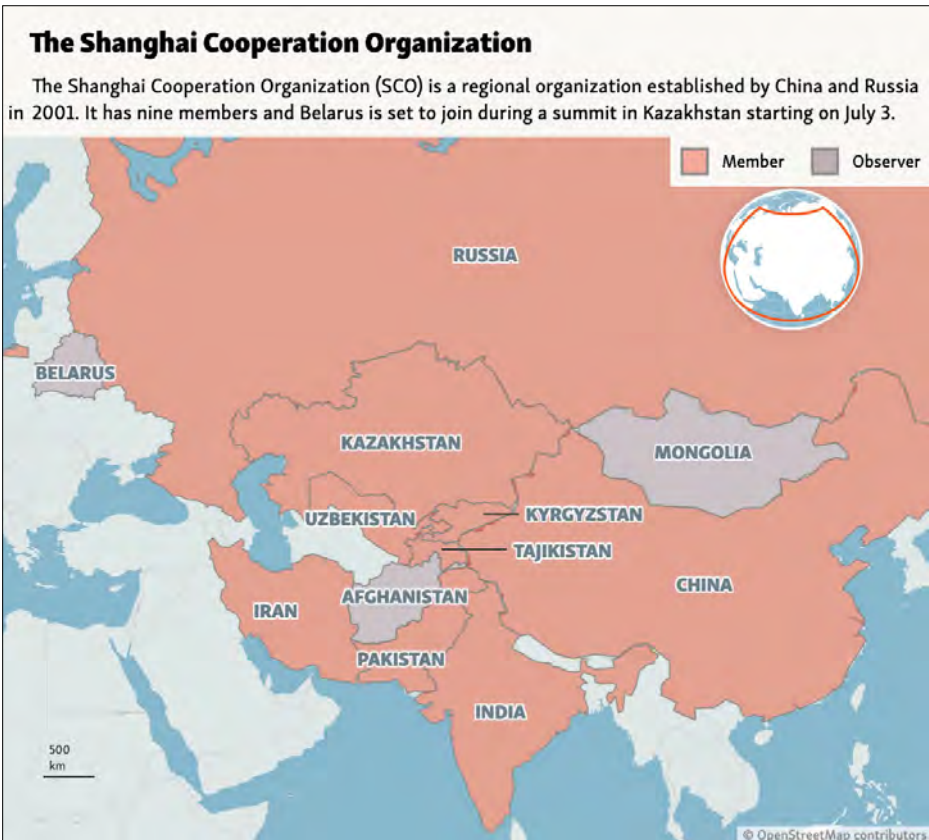 The Shanghai Cooperation Organization
The Shanghai Cooperation Organization (SCO) is a regional organization established by China and Russia
in 2001. It has nine members and Belarus is set to join during a summit in Kazakhstan starting on July 3.
Member Observer
RUSSIA
BELARUS
KAZAKHSTAN
MONGOLIA
UZBEKISTAN
KYRGYZSTAN
TAJIKISTAN
CHINA
AFGHANISTAN
IRAN
PAKISTAN
INDIA
500
km
© OpenStreetMap contributors